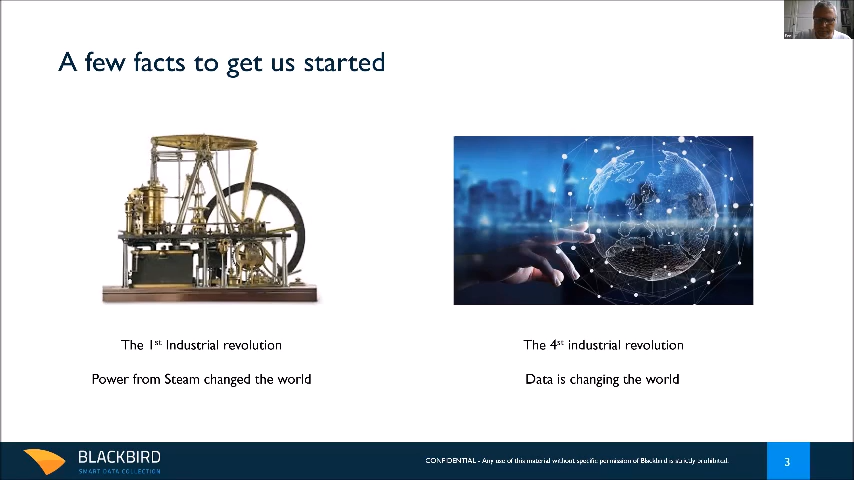 A few facts to get us started
The 1st Industrial revolution
Power from Steam changed the world
The 4st industrial revolution
Data is changing the world
BLACKBIRD
SMART DATA COLLECTION
CONFIDENTIAL - Any use of this material without specific permission of Blackbird is strictly prohibited.
3